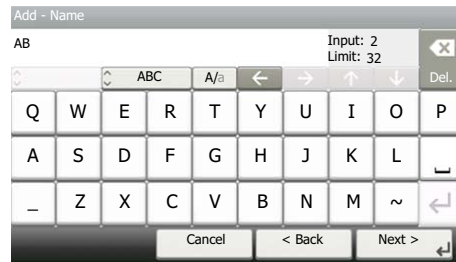 Add - Name
AB
Input: 2
Limit: 32
ABC A/a ← → ↑ ↓ Del.
Q W E R T Y U I O P
A S D F G H J K L
_ Z X C V B N M ~
Cancel < Back Next >